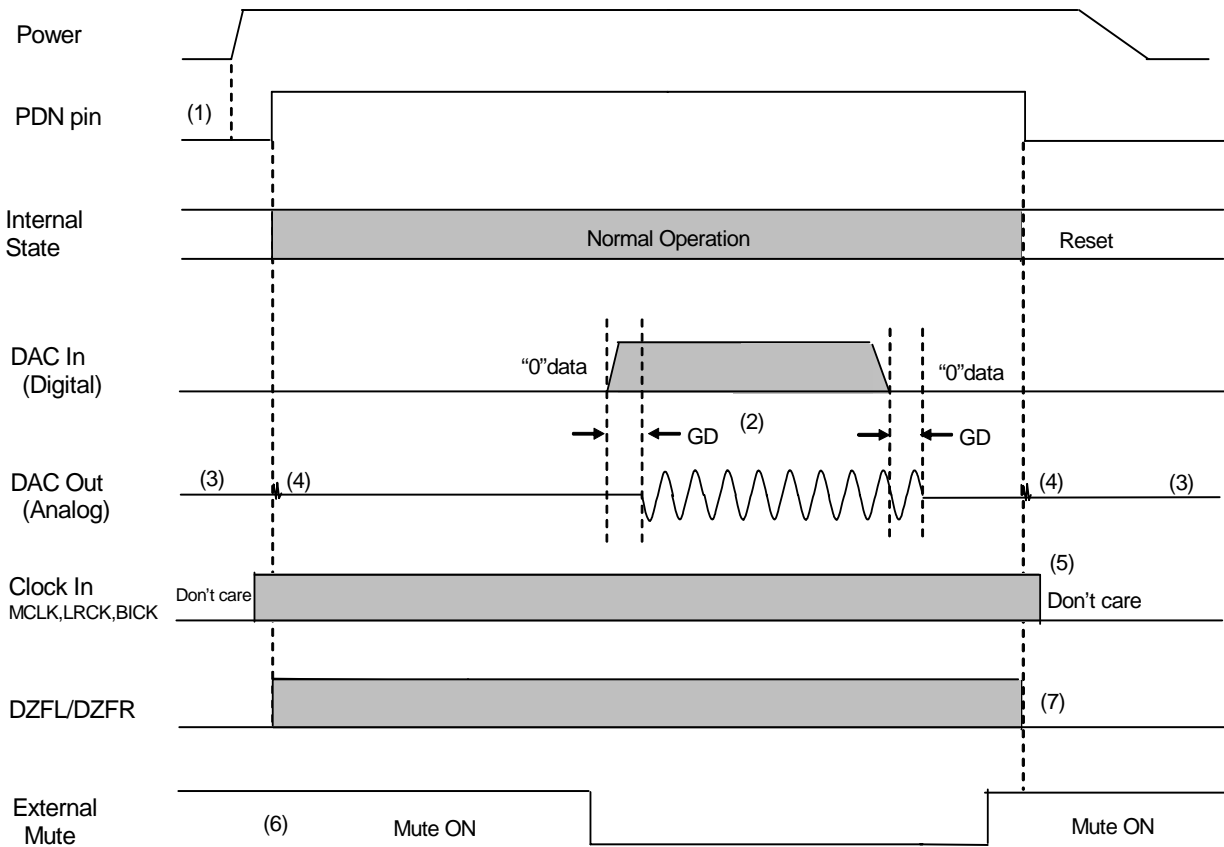 Power
PDN pin
(1)
Internal
State
Normal Operation
Reset
DAC In
(Digital)
“0”data
“0”data
(2)
GD
GD
DAC Out
(Analog)
(3)
(4)
(4)
(3)
Clock In
MCLK,LRCK,BICK
Don’t care
(5)
Don’t care
DZFL/DZFR
(7)
External
Mute
(6)
Mute ON
Mute ON